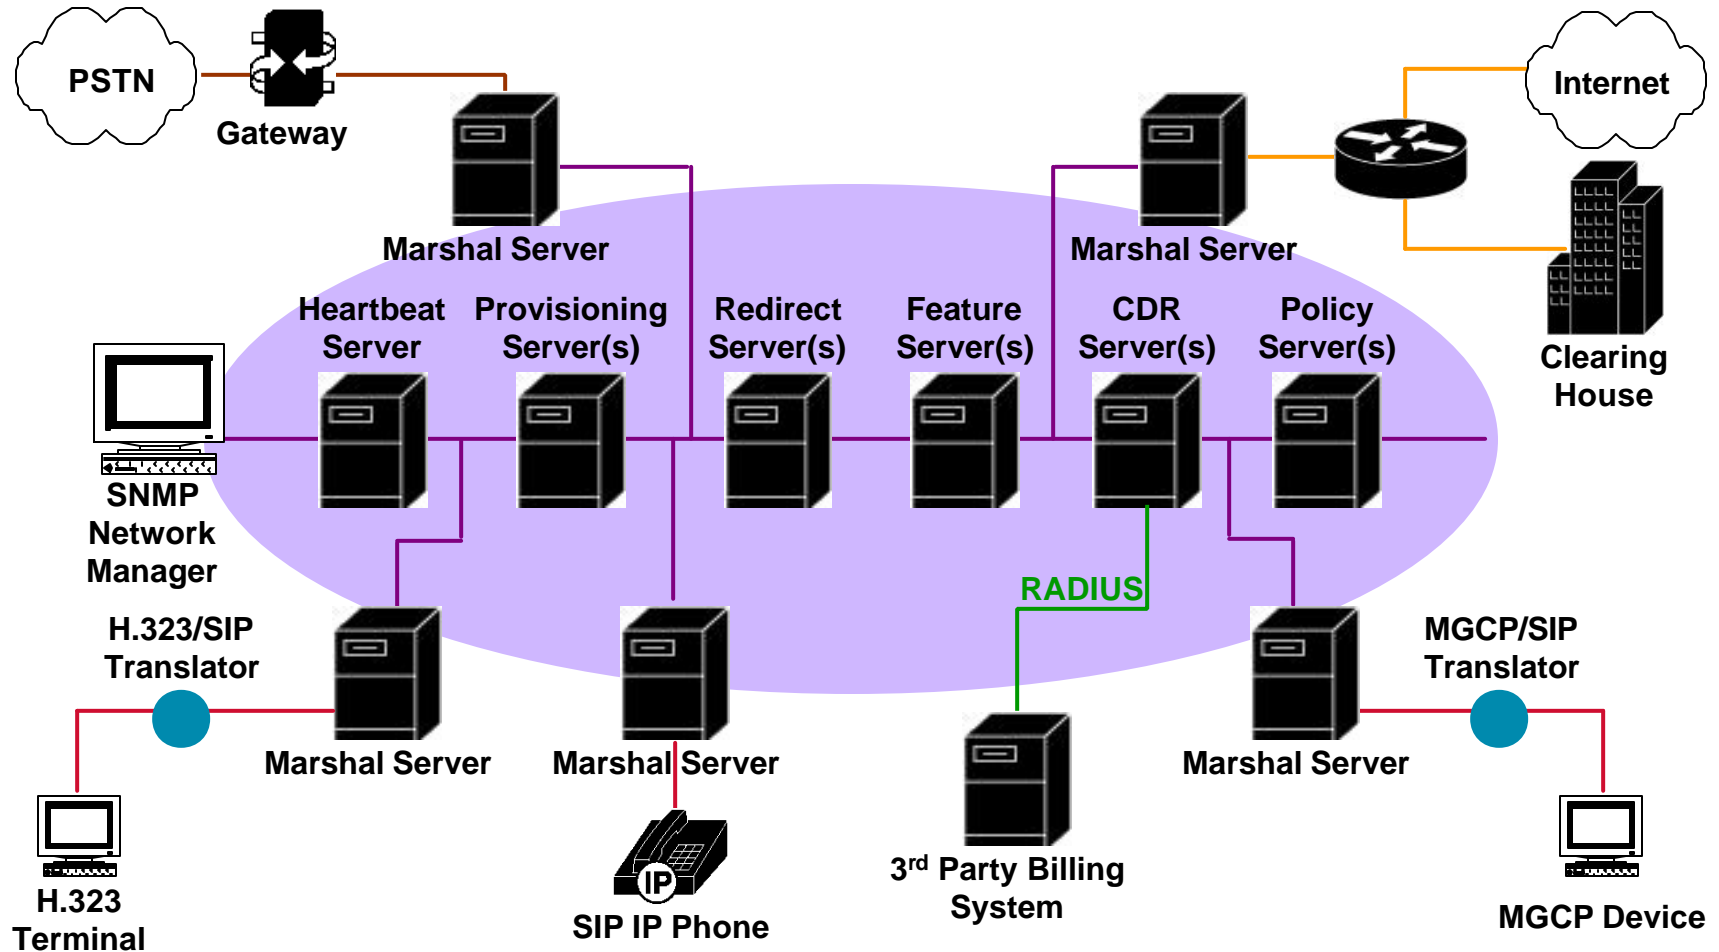 PSTN
Gateway
Internet
Marshal Server
Marshal Server
Heartbeat
Server
Provisioning
Server(s)
Redirect
Server(s)
Feature
Server(s)
CDR
Server(s)
Policy
Server(s)
Clearing
House
SNMP
Network
Manager
RADIUS
H.323/SIP
Translator
MGCP/SIP
Translator
Marshal Server
Marshal Server
Marshal Server
H.323
Terminal
IP
SIP IP Phone
3rd Party Billing
System
MGCP Device